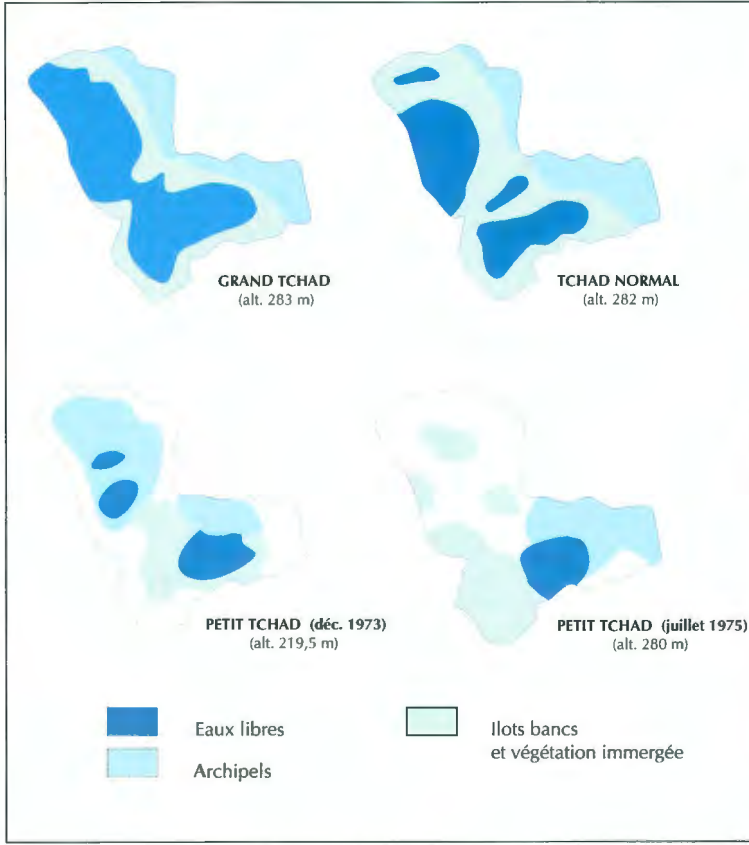 GRAND TCHAD
(alt. 283 m)
TCHAD NORMAL
(alt. 282 m)
PETIT TCHAD (déc. 1973)
(alt. 219,5 m)
PETIT TCHAD (juillet 1975)
(alt. 280 m)
Eaux libres
Archipels
Ilots bancs
et végétation immergée